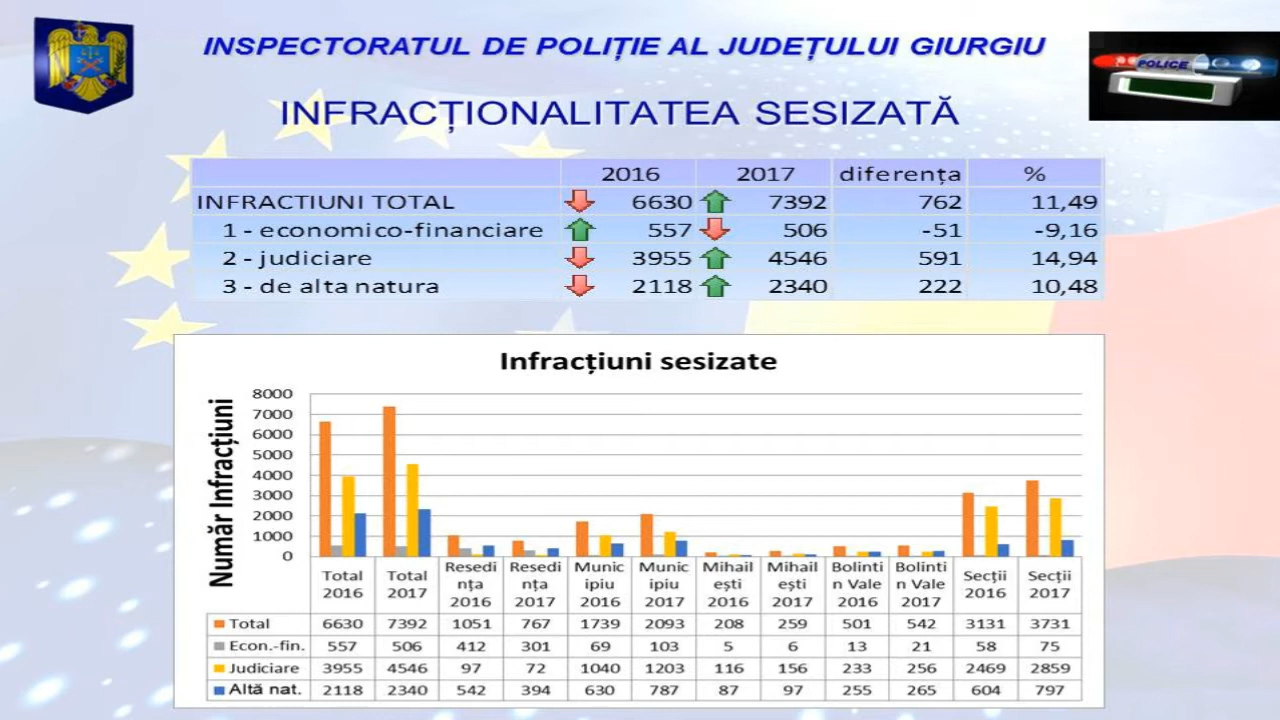 INSPECTORATUL DE POLIȚIE AL JUDEȚULUI GIURGIU
POLICE
INFRACȚIONALITATEA SESIZATĂ
2016 2017 diferența %
INFRACTIUNI TOTAL 6630 7392 762 11,49
1 - economico-financiare 557 506 -51 -9,16
2 - judiciare 3955 4546 591 14,94
3 - de alta natura 2118 2340 222 10,48
Infracțiuni sesizate
Număr Infracțiuni
8000
7000
6000
5000
4000
3000
2000
1000
0
Total 2016 Total 2017 Resedința 2016 Resedința 2017 Municipiu 2016 Municipiu 2017 Mihailești 2016 Mihailești 2017 Bolintin Vale 2016 Bolintin Vale 2017 Secții 2016 Secții 2017
Total 6630 7392 1051 767 1739 2093 208 259 501 542 3131 3731
Econ.-fin. 557 506 412 301 69 103 5 6 13 21 58 75
Judiciare 3955 4546 97 72 1040 1203 116 156 233 256 2469 2859
Altă nat. 2118 2340 542 394 630 787 87 97 255 265 604 797